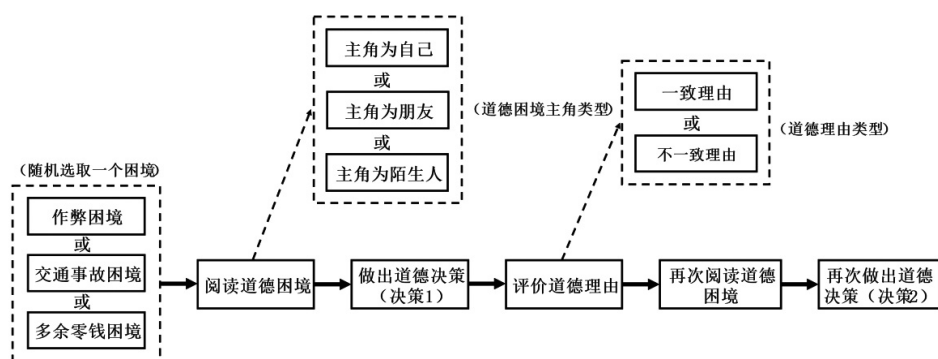 主角为自己
或
主角为朋友
或
主角为陌生人
（道德困境主角类型）
一致理由
或
不一致理由
（道德理由类型）
（随机选取一个困境）
作弊困境
或
交通事故困境
或
多余零钱困境
阅读道德困境
做出道德决策
（决策1）
评价道德理由
再次阅读道德
困境
再次做出道德
决策（决策2）